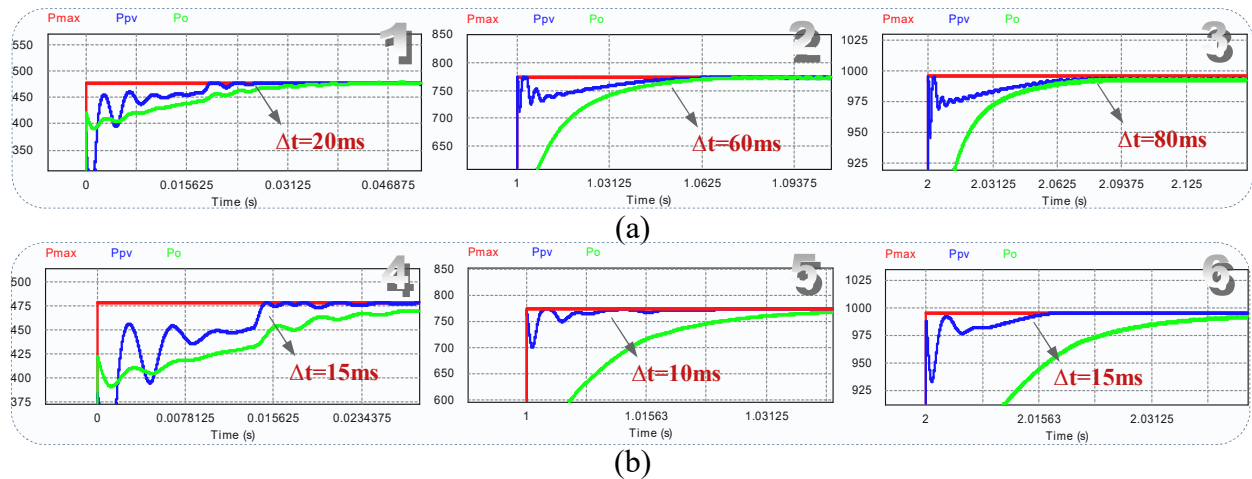 Pmax Ppv Po
1
550
500
450
400
350
Δt=20ms
0 0.015625 0.03125 0.046875
Time (s)
Pmax Ppv Po
2
850
800
750
700
650
Δt=60ms
1 1.03125 1.0625 1.09375
Time (s)
Pmax Ppv Po
3
1025
1000
975
950
925
Δt=80ms
2 2.03125 2.0625 2.09375 2.125
Time (s)
(a)
Pmax Ppv Po
4
500
475
450
425
400
375
Δt=15ms
0 0.0078125 0.015625 0.0234375
Time (s)
Pmax Ppv Po
5
850
800
750
700
650
600
Δt=10ms
1 1.01563 1.03125
Time (s)
Pmax Ppv Po
6
1025
1000
975
950
925
Δt=15ms
2 2.01563 2.03125
Time (s)
(b)